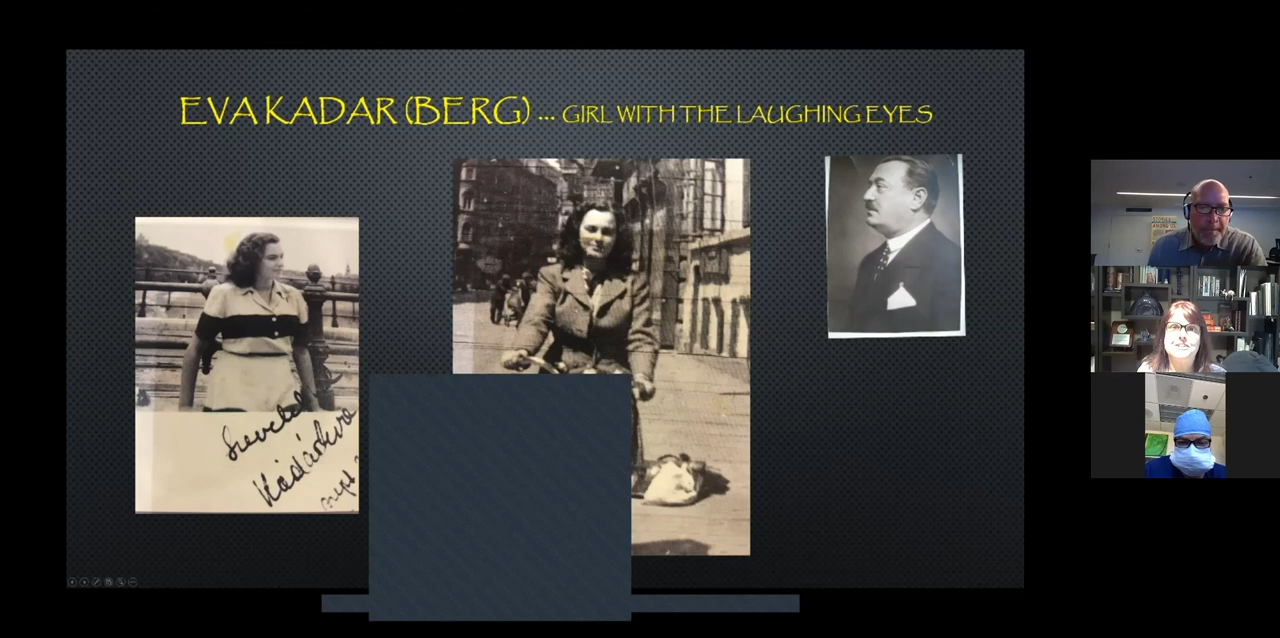 EVA KADAR (BERG) ... GIRL WITH THE LAUGHING EYES